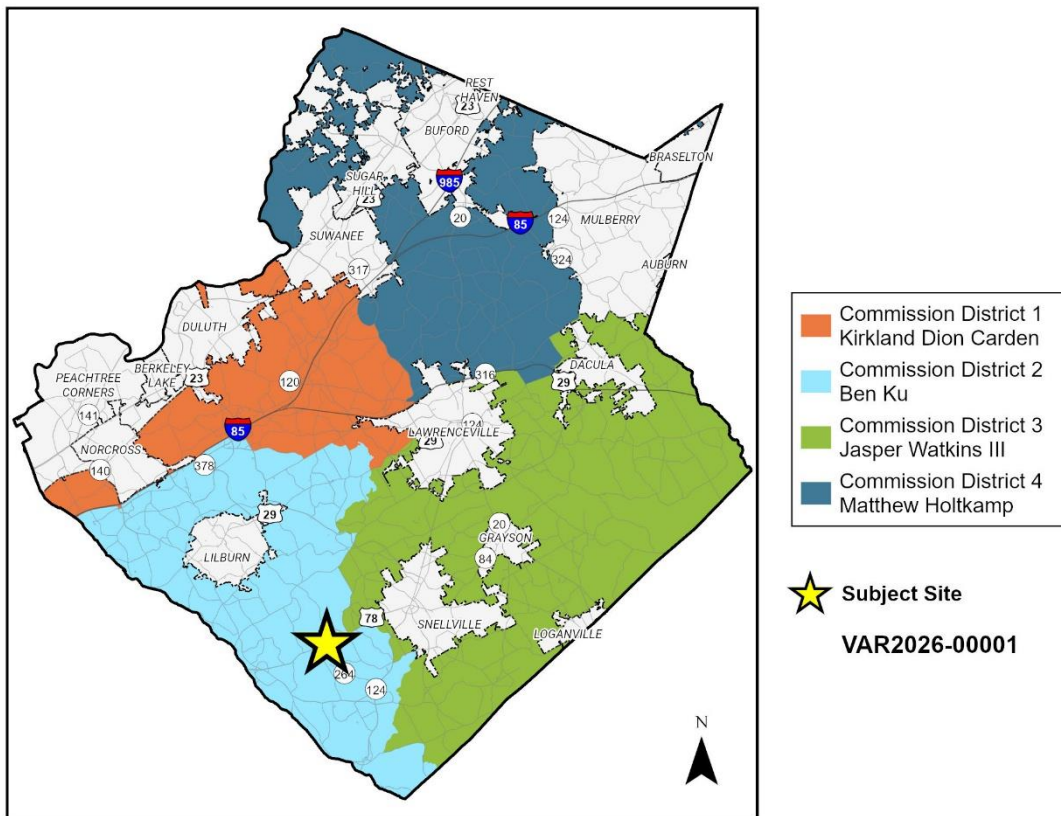 REST
HAVEN
23
BUFORD
BRASELTON
SUGAR
HILL
23
985
20
85
124
MULBERRY
SUWANEE
317
324
AUBURN
DULUTH
BERKELEY
LAKE
23
PEACHTREE
CORNERS
141
120
316
29
DACULA
85
124
LAWRENCEVILLE
29
NORCROSS
140
378
29
LILBURN
20
GRAYSON
84
78
SNELLVILLE
LOGANVILLE
264
124
N
Commission District 1
Kirkland Dion Carden
Commission District 2
Ben Ku
Commission District 3
Jasper Watkins III
Commission District 4
Matthew Holtkamp
Subject Site
VAR2026-00001